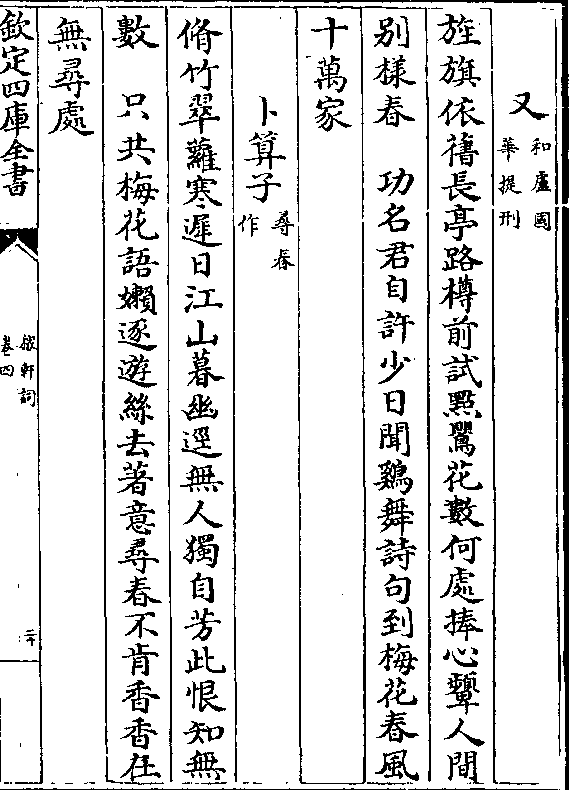 又和盧國
華提刑
旌旗依舊長亭路樽前試點鶯花數何處捧心顰人間
别樣春　功名君自許少日聞鷄舞詩句到梅花春風
十萬家
卜算子尋春
作
脩竹翠蘿寒遲日江山暮幽逕無人獨自芳此恨知無
數　只共梅花語嬾逐遊絲去著意尋春不肯香香在
無尋處
欽定四庫全書
稼軒詞
卷四
二十